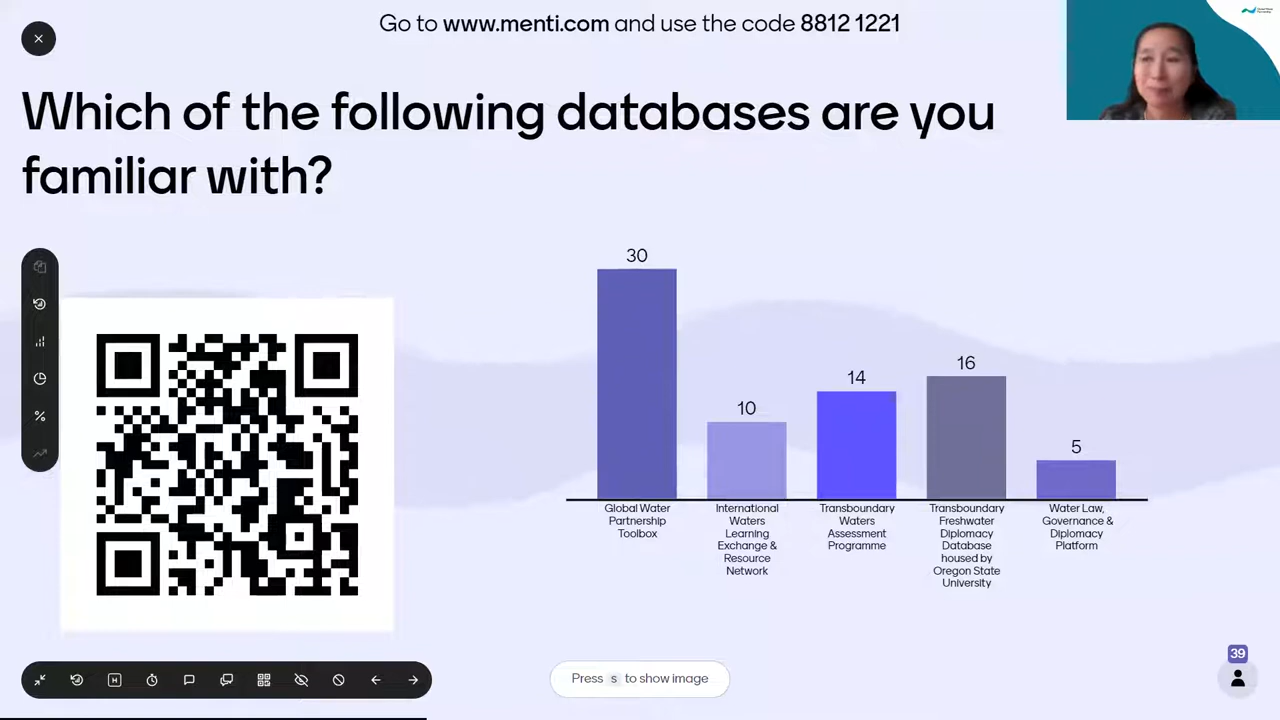 Go to www.menti.com and use the code 8812 1221
Which of the following databases are you
familiar with?
30
10
14
16
5
Global Water
Partnership
Toolbox
International
Waters
Learning
Exchange &
Resource
Network
Transboundary
Waters
Assessment
Programme
Transboundary
Freshwater
Diplomacy
Database
housed by
Oregon State
University
Water Law,
Governance &
Diplomacy
Platform
Press s to show image
39